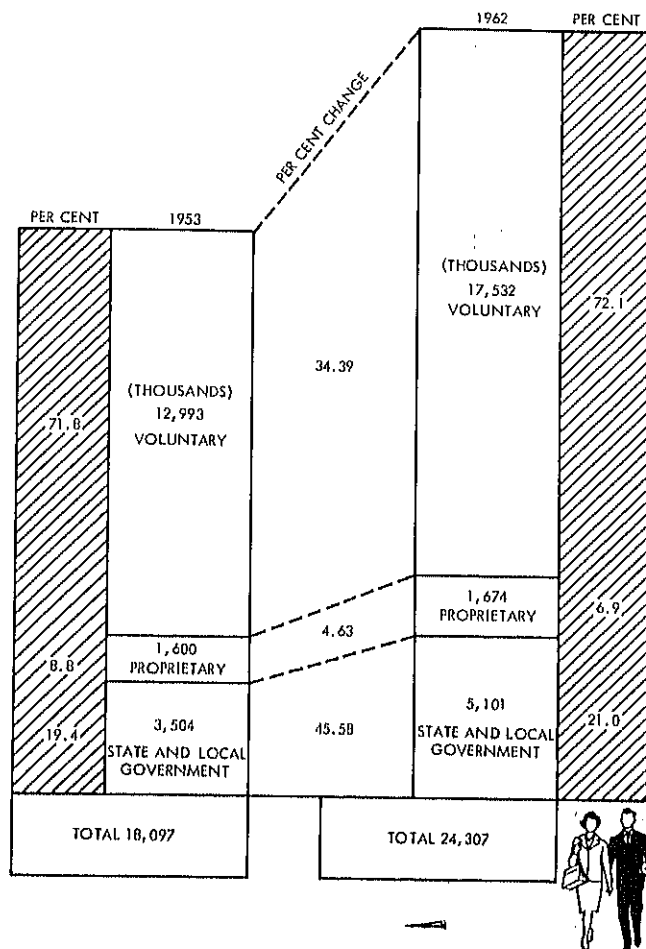 1962 PER CENT
PER CENT CHANGE
PER CENT 1953
(THOUSANDS)
17,532
VOLUNTARY
72.1
34.39
(THOUSANDS)
12,993
VOLUNTARY
71.8
1,674
PROPRIETARY
6.9
4.63
1,600
PROPRIETARY
8.8
5,101
STATE AND LOCAL
GOVERNMENT
21.0
45.58
3,504
STATE AND LOCAL
GOVERNMENT
19.4
TOTAL 18,097
TOTAL 24,307